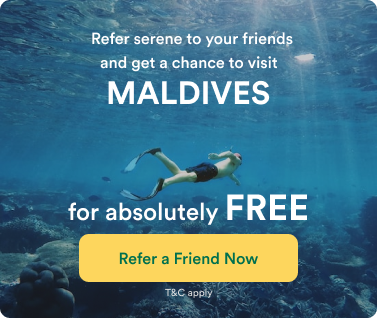 Refer serene to your friends
and get a chance to visit
MALDIVES
for absolutely FREE
Refer a Friend Now
T&C apply